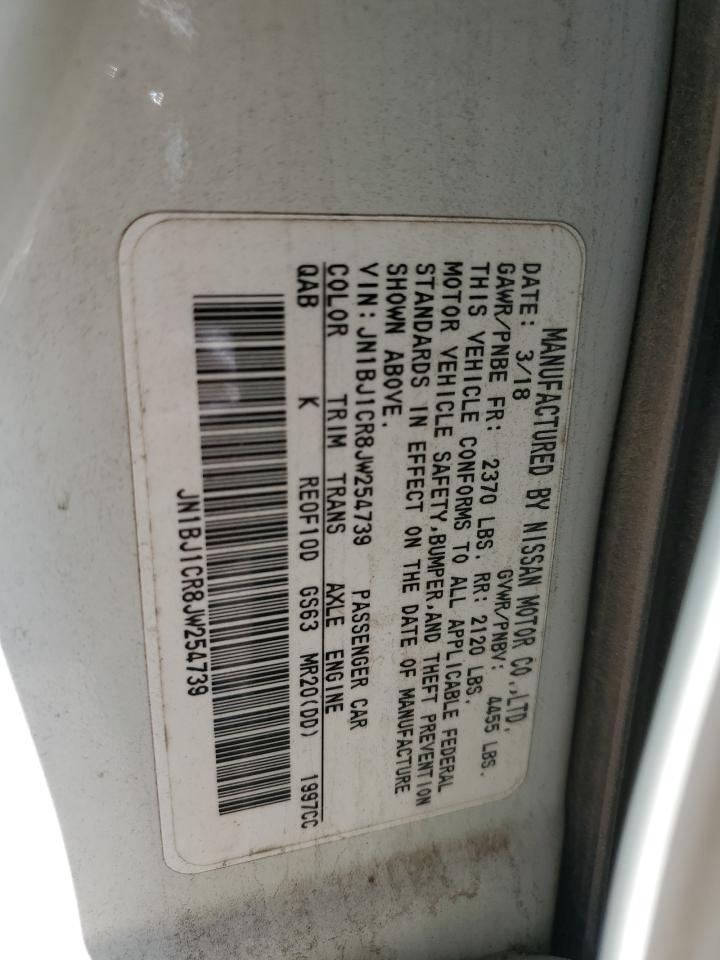 MANUFACTURED BY NISSAN MOTOR CO.,LTD.
DATE: 3/18 GVWR/PNBV: 4455 LBS.
GAWR/PNBE FR: 2370 LBS. RR: 2120 LBS.
THIS VEHICLE CONFORMS TO ALL APPLICABLE FEDERAL
MOTOR VEHICLE SAFETY,BUMPER,AND THEFT PREVENTION
STANDARDS IN EFFECT ON THE DATE OF MANUFACTURE
SHOWN ABOVE.
VIN: JN1BJ1CR8JW254739 PASSENGER CAR
COLOR TRIM TRANS AXLE ENGINE
QAB K RE0F10D GS63 MR20(DD) 1997CC
JN1BJ1CR8JW254739